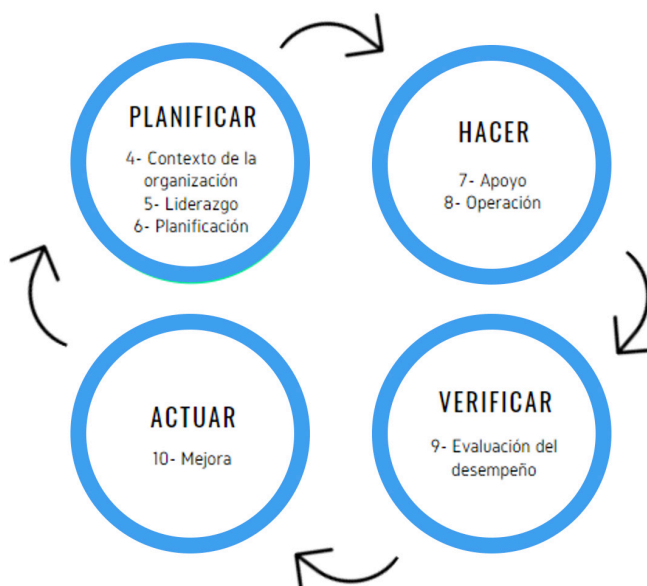 PLANIFICAR
4- Contexto de la
organización
5- Liderazgo
6- Planificación
HACER
7- Apoyo
8- Operación
VERIFICAR
9- Evaluación del
desempeño
ACTUAR
10- Mejora